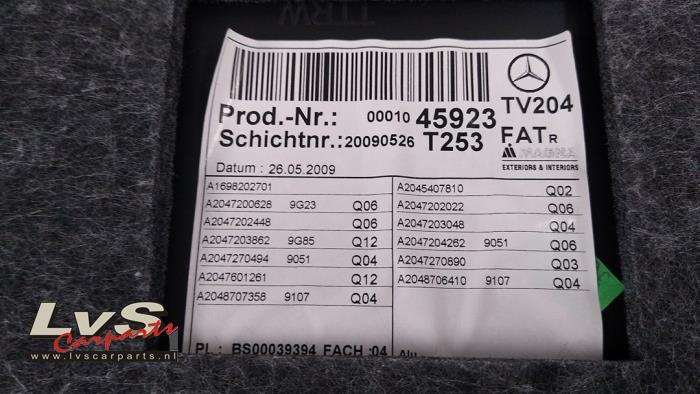 TTRW
Prod.-Nr.: 00010 45923 TV204
Schichtnr.: 20090526 T253 FAT R
MAGNA
EXTERIORS & INTERIORS
Datum : 26.05.2009
A1698202701
A2047200628 9G23 Q06
A2047202448 Q06
A2047203862 9G85 Q12
A2047270494 9051 Q04
A2047601261 Q12
A2048707358 9107 Q04
A2045407810 Q02
A2047202022 Q06
A2047203048 Q04
A2047204262 9051 Q06
A2047270890 Q03
A2048706410 9107 Q04
PL: BS00039394 FACH :04
LvS
Carparts
www.lvscarparts.nl